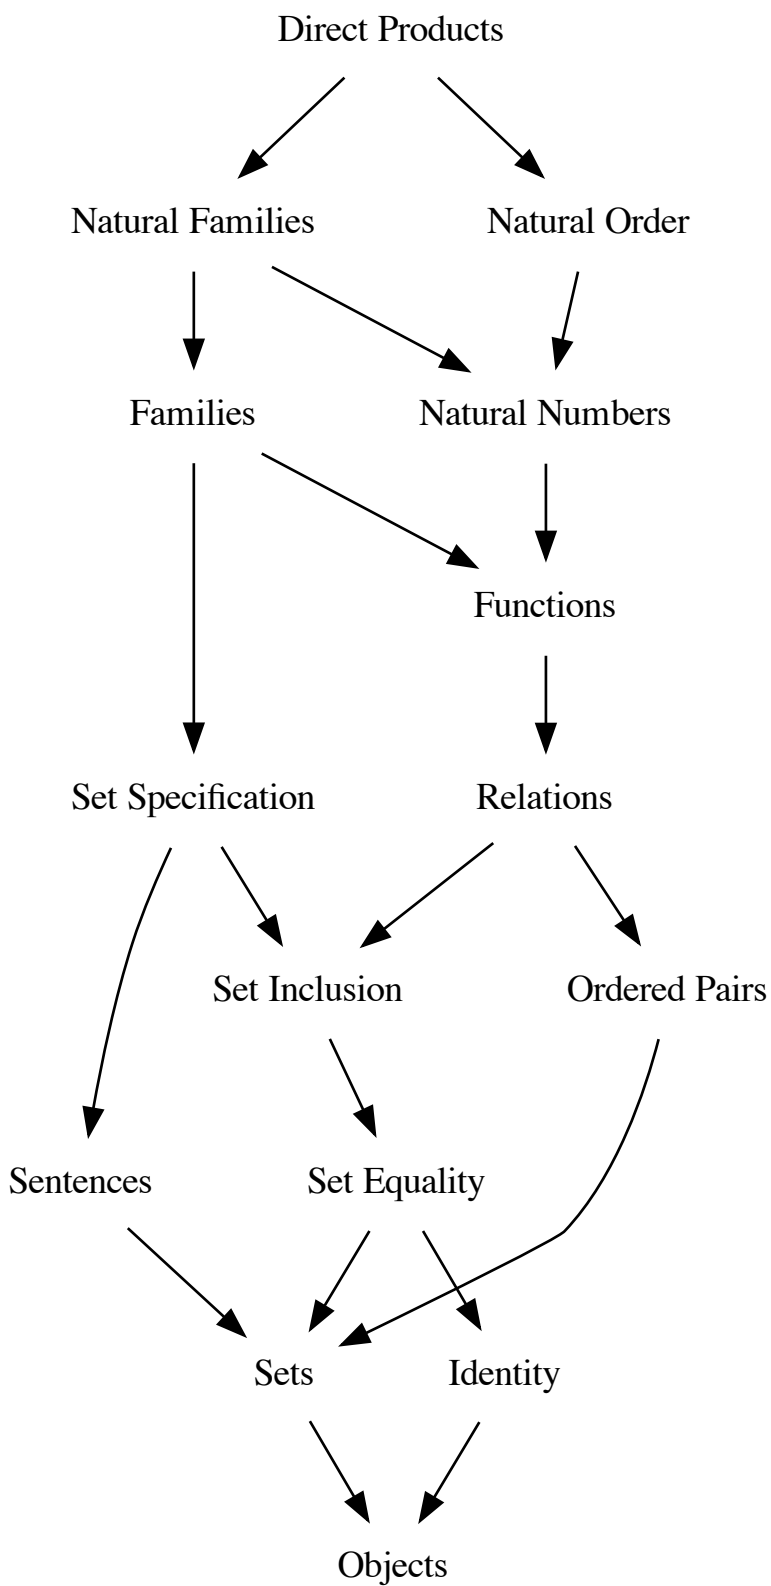 Direct Products
Natural Families
Natural Order
Families
Natural Numbers
Functions
Set Specification
Relations
Set Inclusion
Ordered Pairs
Sentences
Set Equality
Sets
Identity
Objects